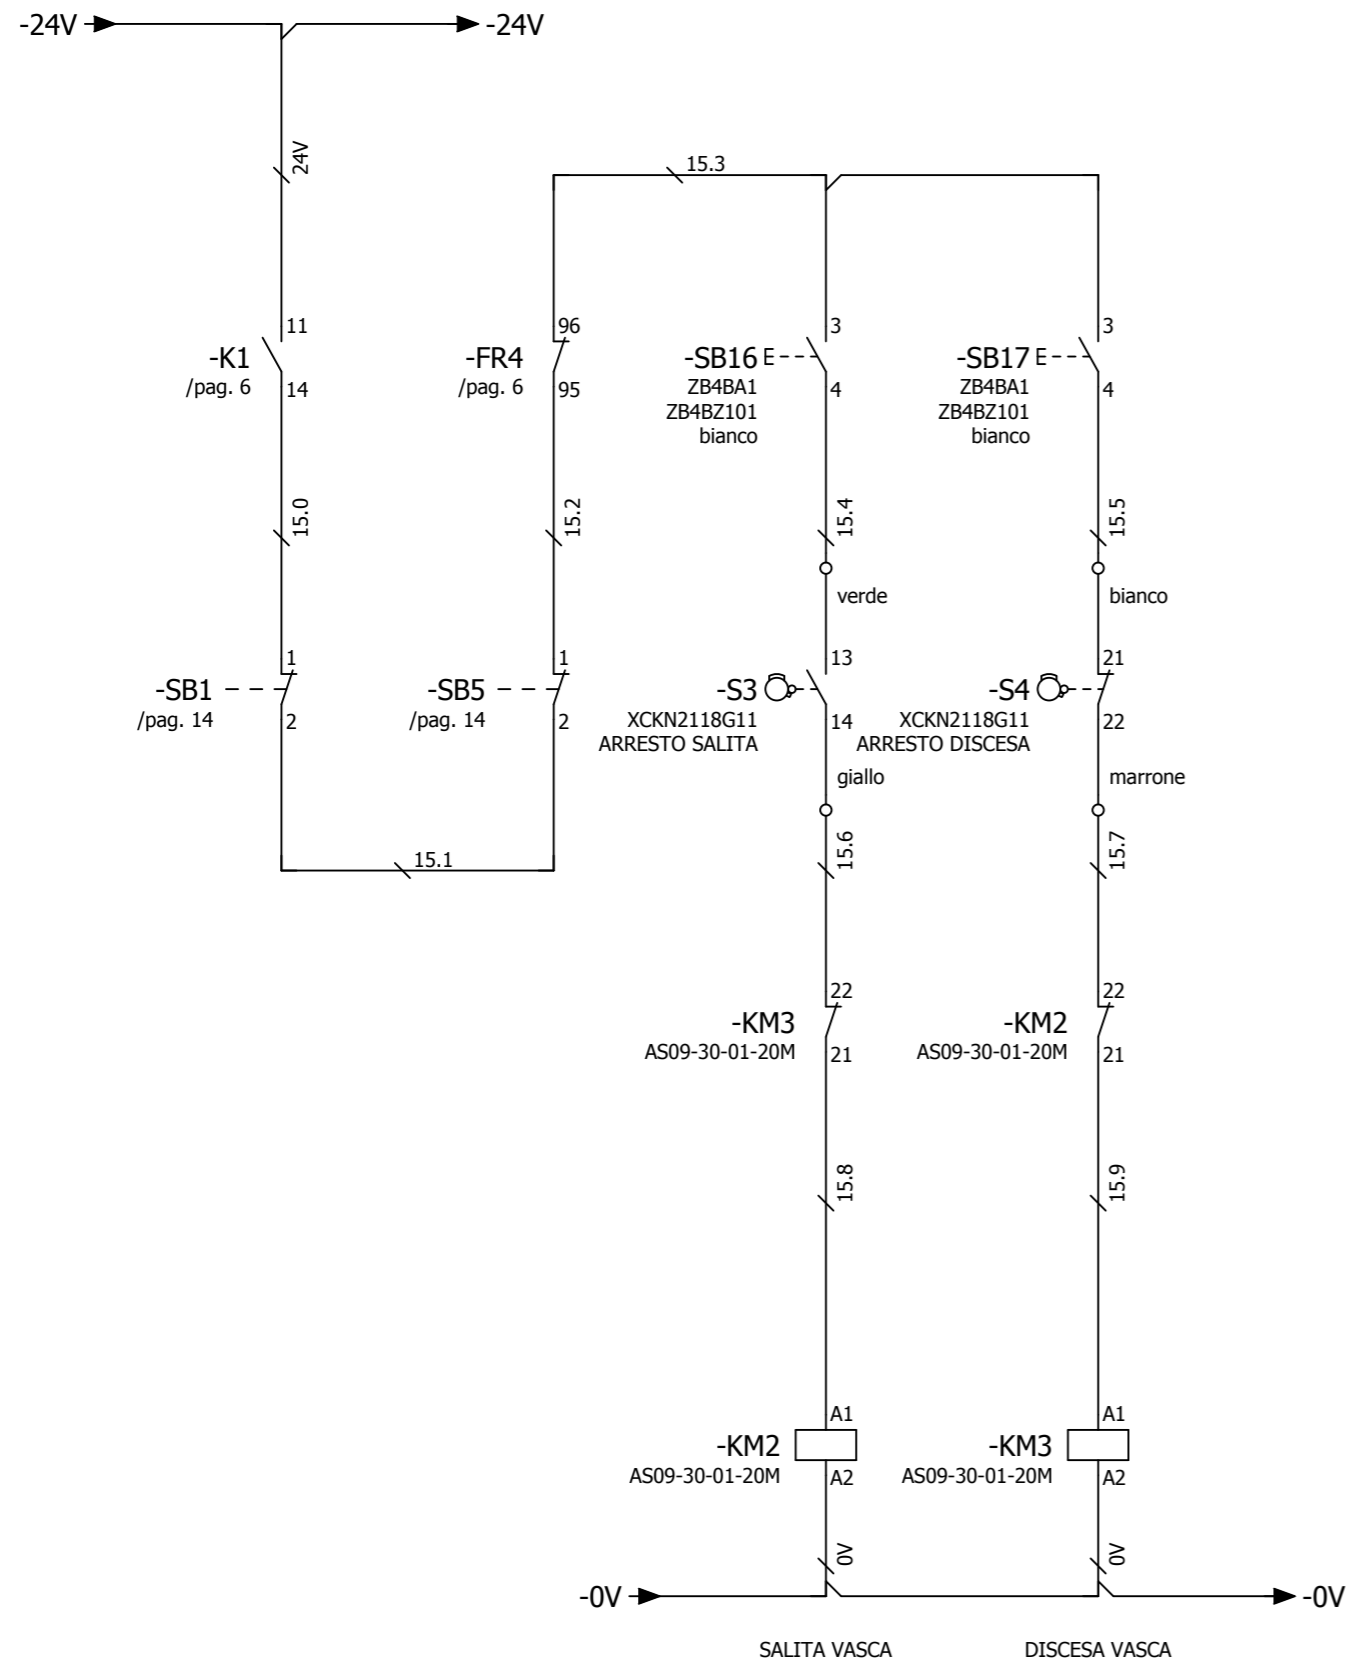 -24V
-24V
24V
15.3
11
-K1
/pag. 6
14
96
-FR4
/pag. 6
95
3
-SB16 E
ZB4BA1
4
ZB4BZ101
bianco
3
-SB17 E
ZB4BA1
4
ZB4BZ101
bianco
15.0
15.2
15.4
15.5
verde
bianco
1
-SB1
/pag. 14
2
1
-SB5
/pag. 14
2
13
-S3
XCKN2118G11
14
ARRESTO SALITA
giallo
21
-S4
XCKN2118G11
22
ARRESTO DISCESA
marrone
15.1
15.6
15.7
22
-KM3
AS09-30-01-20M
21
22
-KM2
AS09-30-01-20M
21
15.8
15.9
A1
-KM2
AS09-30-01-20M
A2
A1
-KM3
AS09-30-01-20M
A2
0V
0V
-0V
-0V
SALITA VASCA
DISCESA VASCA